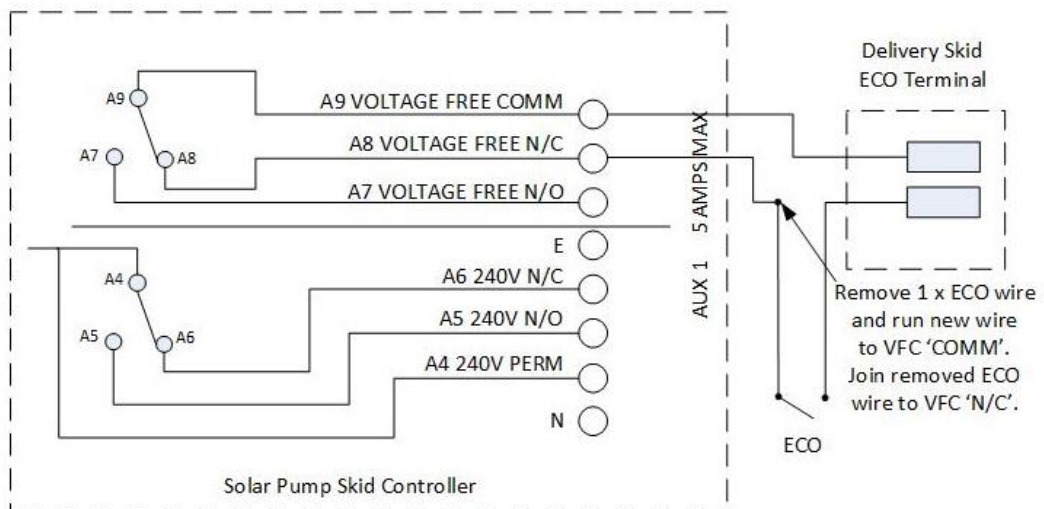 A9
A7
A8
A9 VOLTAGE FREE COMM
A8 VOLTAGE FREE N/C
A7 VOLTAGE FREE N/O
A4
A5
A6
E
A6 240V N/C
A5 240V N/O
A4 240V PERM
N
AUX 1 5 AMPS MAX
Solar Pump Skid Controller
Delivery Skid
ECO Terminal
Remove 1 x ECO wire
and run new wire
to VFC ‘COMM’.
Join removed ECO
wire to VFC ‘N/C’.
ECO